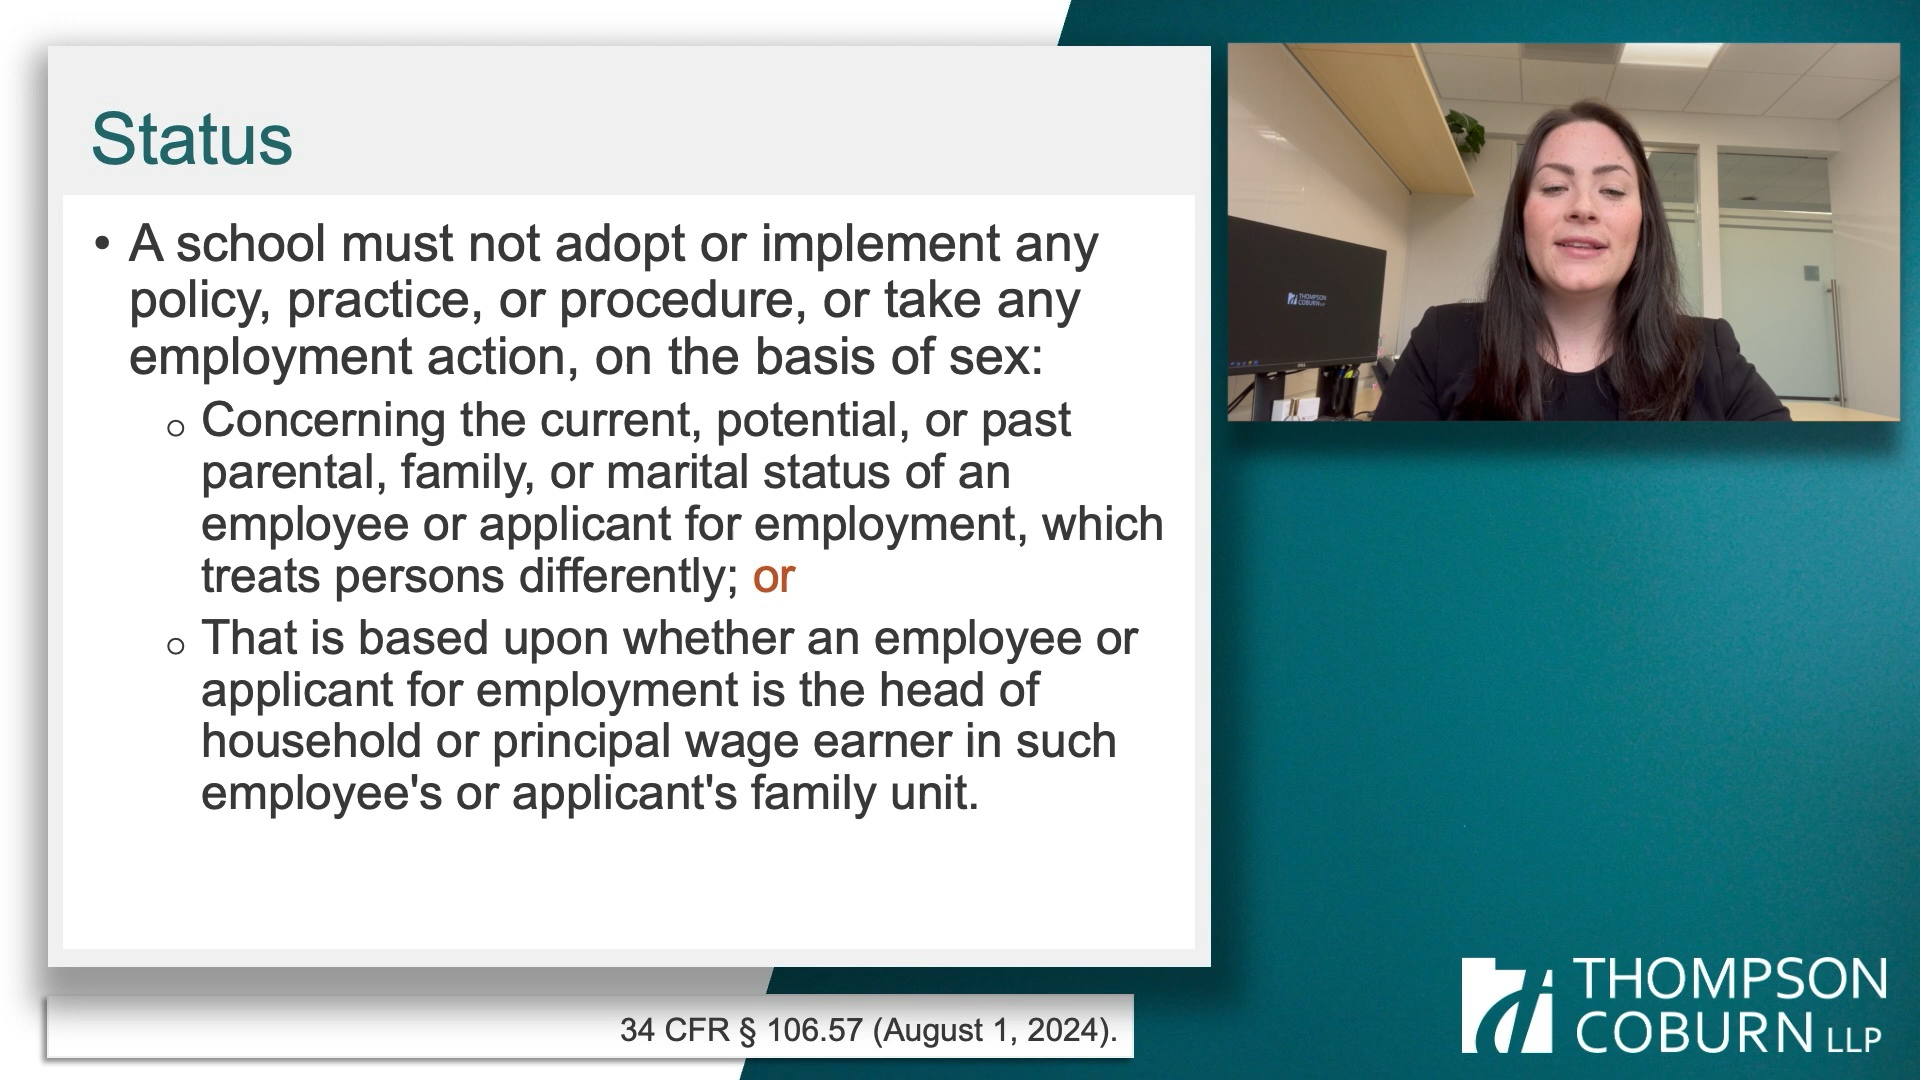 Status
• A school must not adopt or implement any
policy, practice, or procedure, or take any
employment action, on the basis of sex:
o Concerning the current, potential, or past
parental, family, or marital status of an
employee or applicant for employment, which
treats persons differently; or
o That is based upon whether an employee or
applicant for employment is the head of
household or principal wage earner in such
employee's or applicant's family unit.
34 CFR § 106.57 (August 1, 2024).
THOMPSON
COBURN LLP
THOMPSON
COBURN LLP